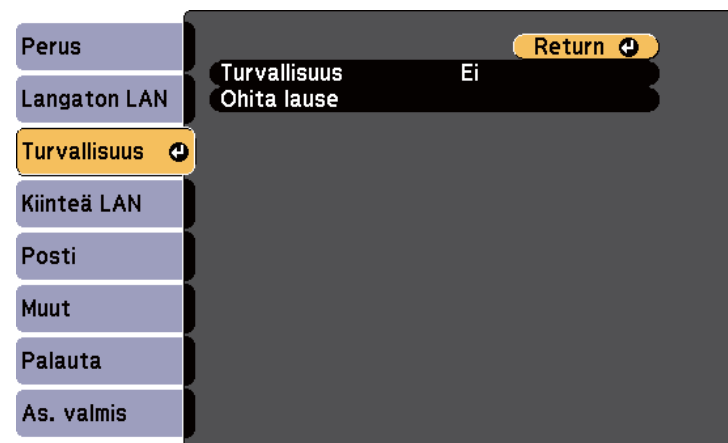 Perus
Langaton LAN
Turvallisuus
Kiinteä LAN
Posti
Muut
Palauta
As. valmis
Return
Turvallisuus Ei
Ohita lause